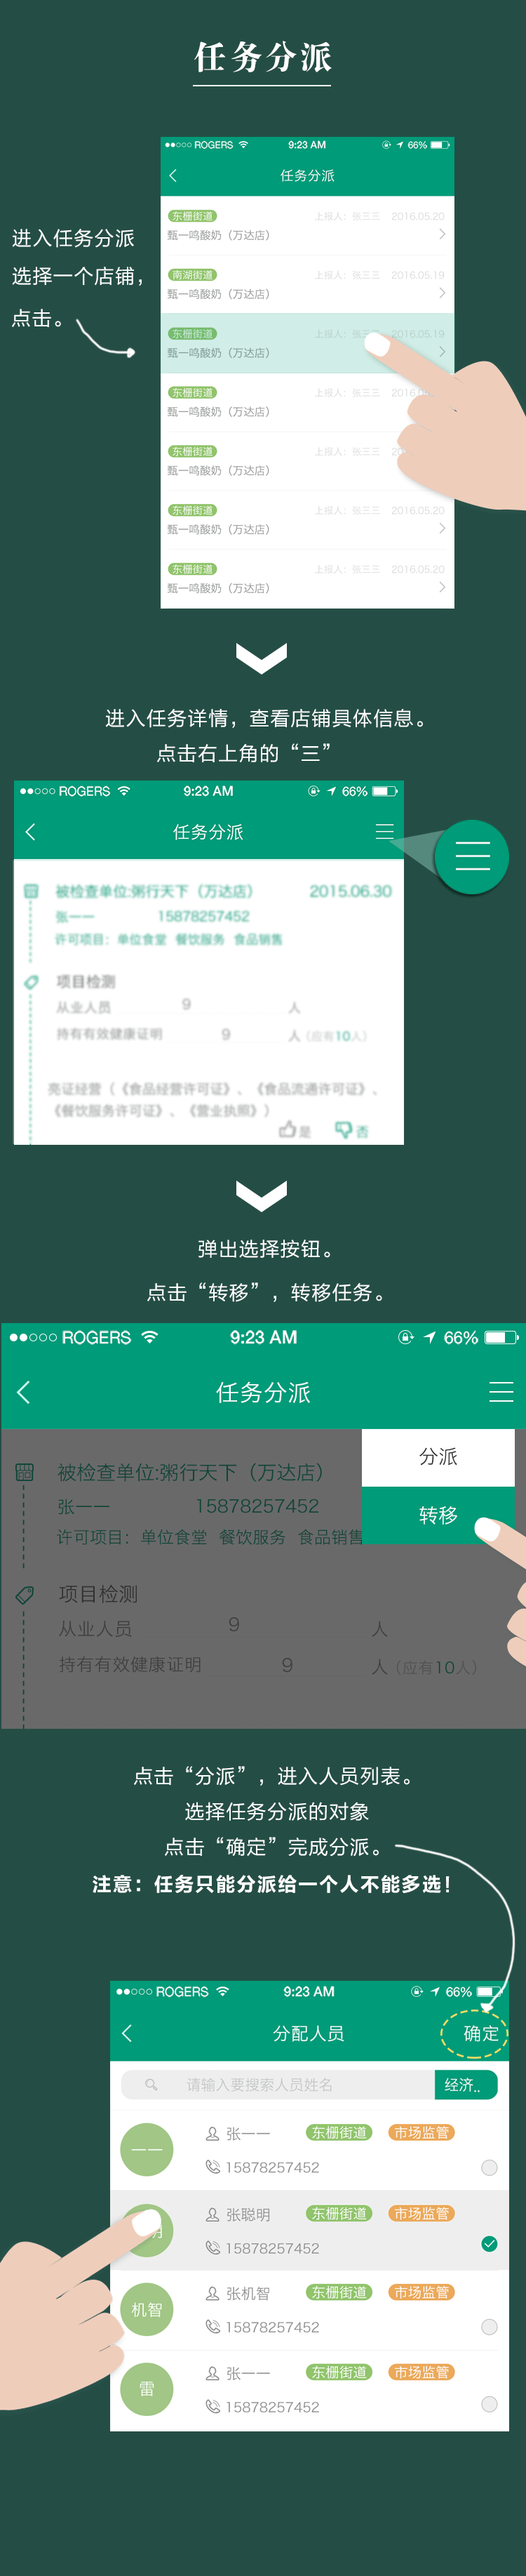 任务分派
ROGERS 9:23 AM 66%
任务分派
进入任务分派
选择一个店铺，
点击。
东栅街道 上报人：张三三 2016.05.20
甄一鸣酸奶（万达店）
南湖街道 上报人：张三三 2016.05.19
甄一鸣酸奶（万达店）
东栅街道 上报人：张三三 2016.05.19
甄一鸣酸奶（万达店）
东栅街道 上报人：张三三 2016
甄一鸣酸奶（万达店）
东栅街道 上报人：张三三 20
甄一鸣酸奶（万达店）
东栅街道 上报人：张三三 2016.05.20
甄一鸣酸奶（万达店）
东栅街道 上报人：张三三 2016.05.20
甄一鸣酸奶（万达店）
进入任务详情，查看店铺具体信息。
点击右上角的“三”
ROGERS 9:23 AM 66%
任务分派
被检查单位:粥行天下（万达店） 2015.06.30
张一一 15878257452
许可项目：单位食堂 餐饮服务 食品销售
项目检测
从业人员 9 人
持有有效健康证明 9 人（应有10人）
亮证经营（《食品经营许可证》、《食品流通许可证》、
《餐饮服务许可证》、《营业执照》）
是 否
弹出选择按钮。
点击“转移”，转移任务。
ROGERS 9:23 AM 66%
任务分派
分派
转移
被检查单位:粥行天下（万达店）
张一一 15878257452
许可项目：单位食堂 餐饮服务 食品销售
项目检测
从业人员 9 人
持有有效健康证明 9 人（应有10人）
点击“分派”，进入人员列表。
选择任务分派的对象
点击“确定”完成分派。
注意：任务只能分派给一个人不能多选！
ROGERS 9:23 AM 66%
分配人员 确定
请输入要搜索人员姓名 经济..
一一 张一一 东栅街道 市场监管
15878257452
明 张聪明 东栅街道 市场监管
15878257452
机智 张机智 东栅街道 市场监管
15878257452
雷 张一一 东栅街道 市场监管
15878257452